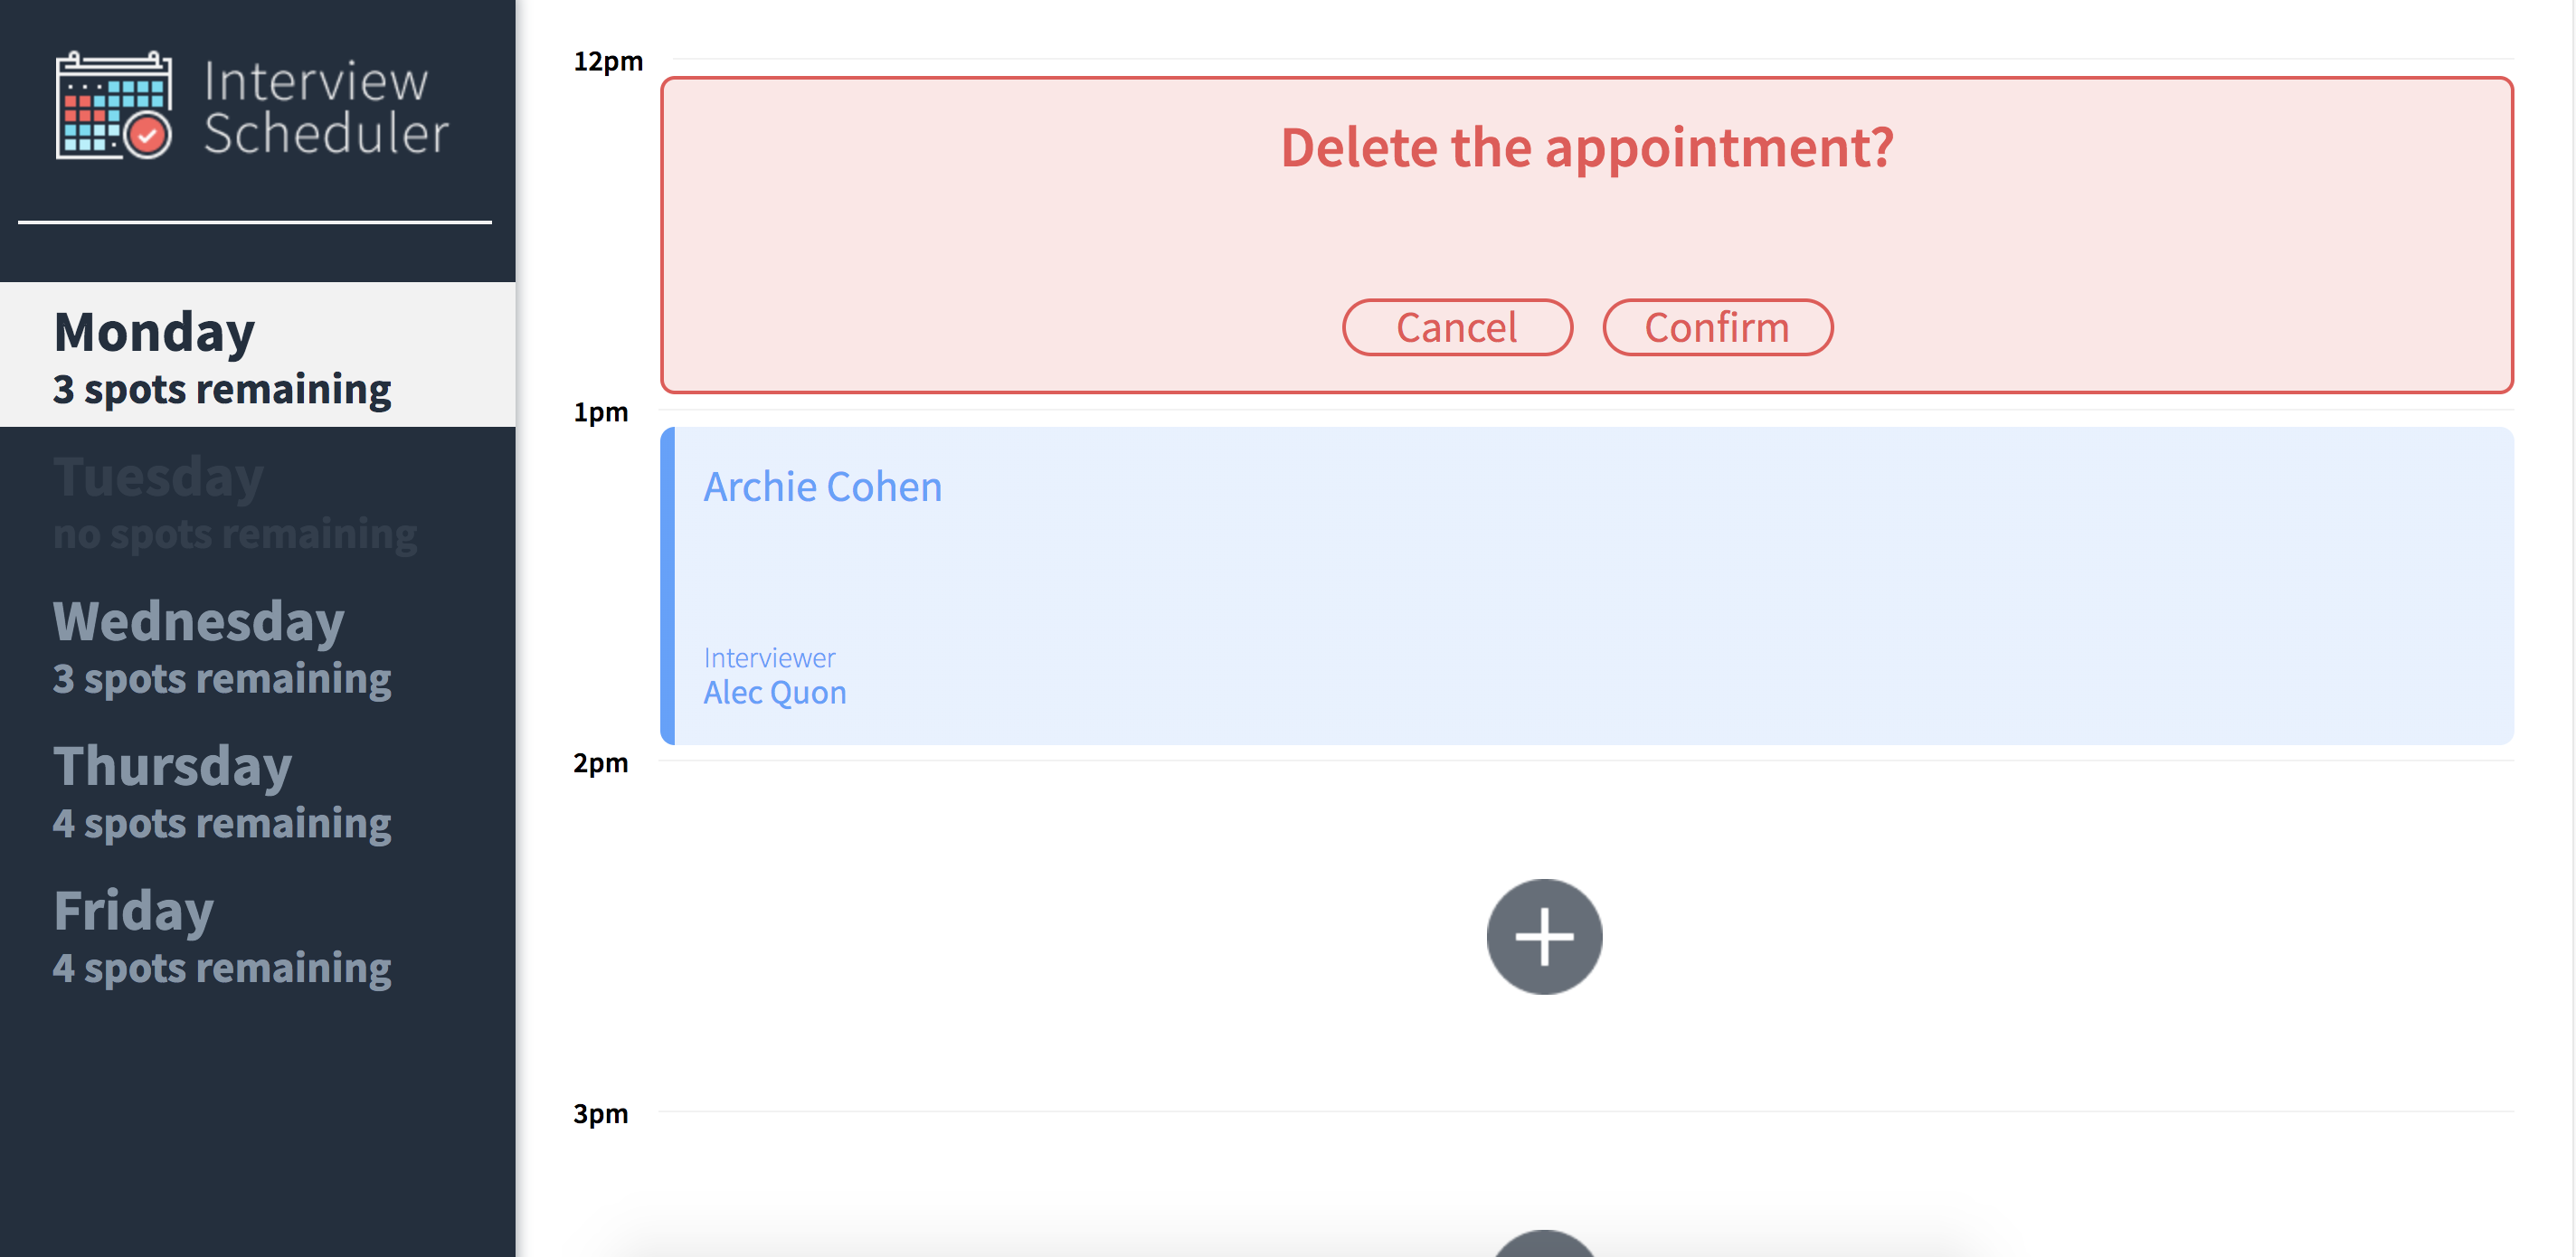 Interview
Scheduler
Monday
3 spots remaining
Tuesday
no spots remaining
Wednesday
3 spots remaining
Thursday
4 spots remaining
Friday
4 spots remaining
12pm
Delete the appointment?
Cancel Confirm
1pm
Archie Cohen
Interviewer
Alec Quon
2pm
3pm